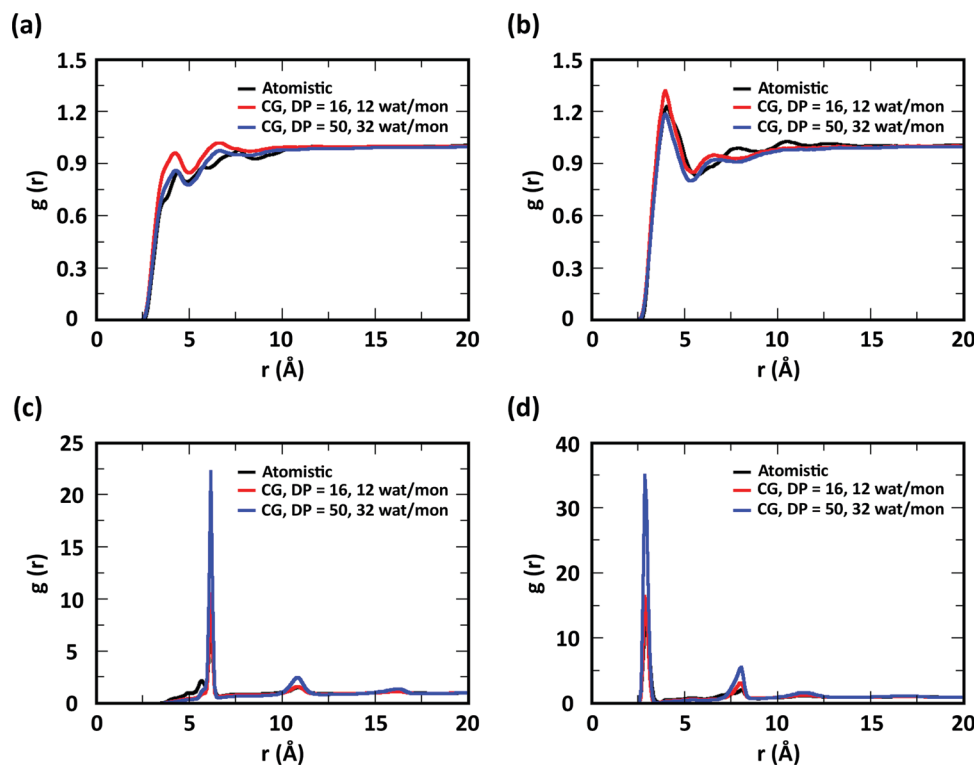 (a)
(b)
1.5
1.2
0.9
0.6
0.3
0
Atomistic
CG, DP = 16, 12 wat/mon
CG, DP = 50, 32 wat/mon
g (r)
0
5
10
15
20
r (Å)
1.5
1.2
0.9
0.6
0.3
0
Atomistic
CG, DP = 16, 12 wat/mon
CG, DP = 50, 32 wat/mon
g (r)
0
5
10
15
20
r (Å)
(c)
(d)
25
20
15
10
5
0
Atomistic
CG, DP = 16, 12 wat/mon
CG, DP = 50, 32 wat/mon
g (r)
0
5
10
15
20
r (Å)
40
30
20
10
0
Atomistic
CG, DP = 16, 12 wat/mon
CG, DP = 50, 32 wat/mon
g (r)
0
5
10
15
20
r (Å)